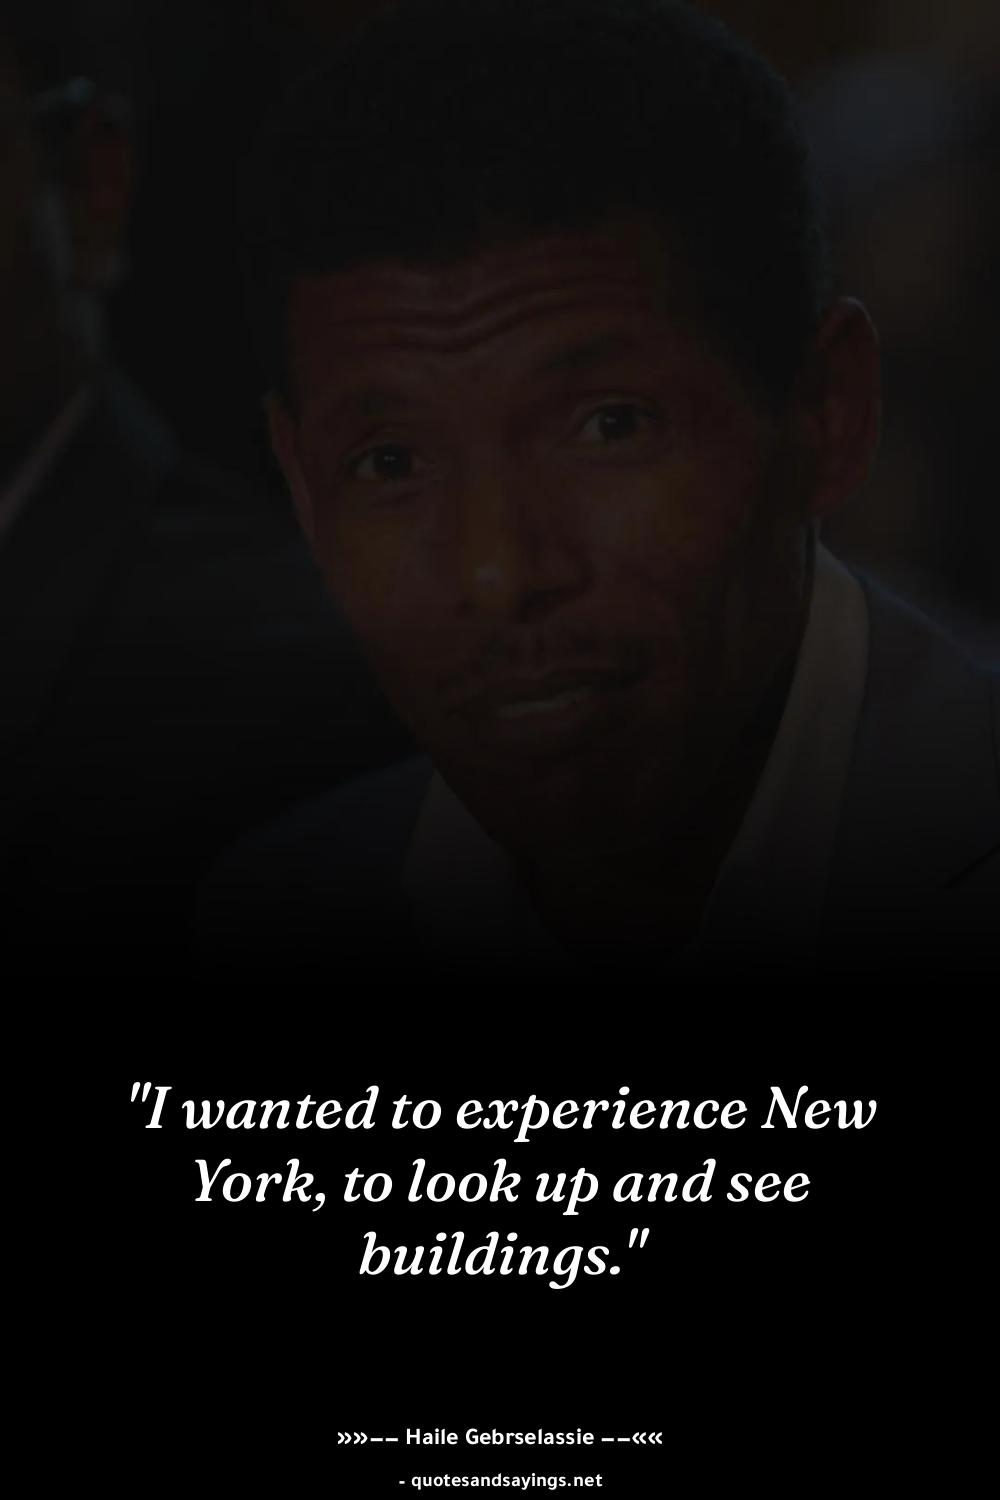 "I wanted to experience New
York, to look up and see
buildings."
»»–– Haile Gebrselassie ––««
- quotesandsayings.net